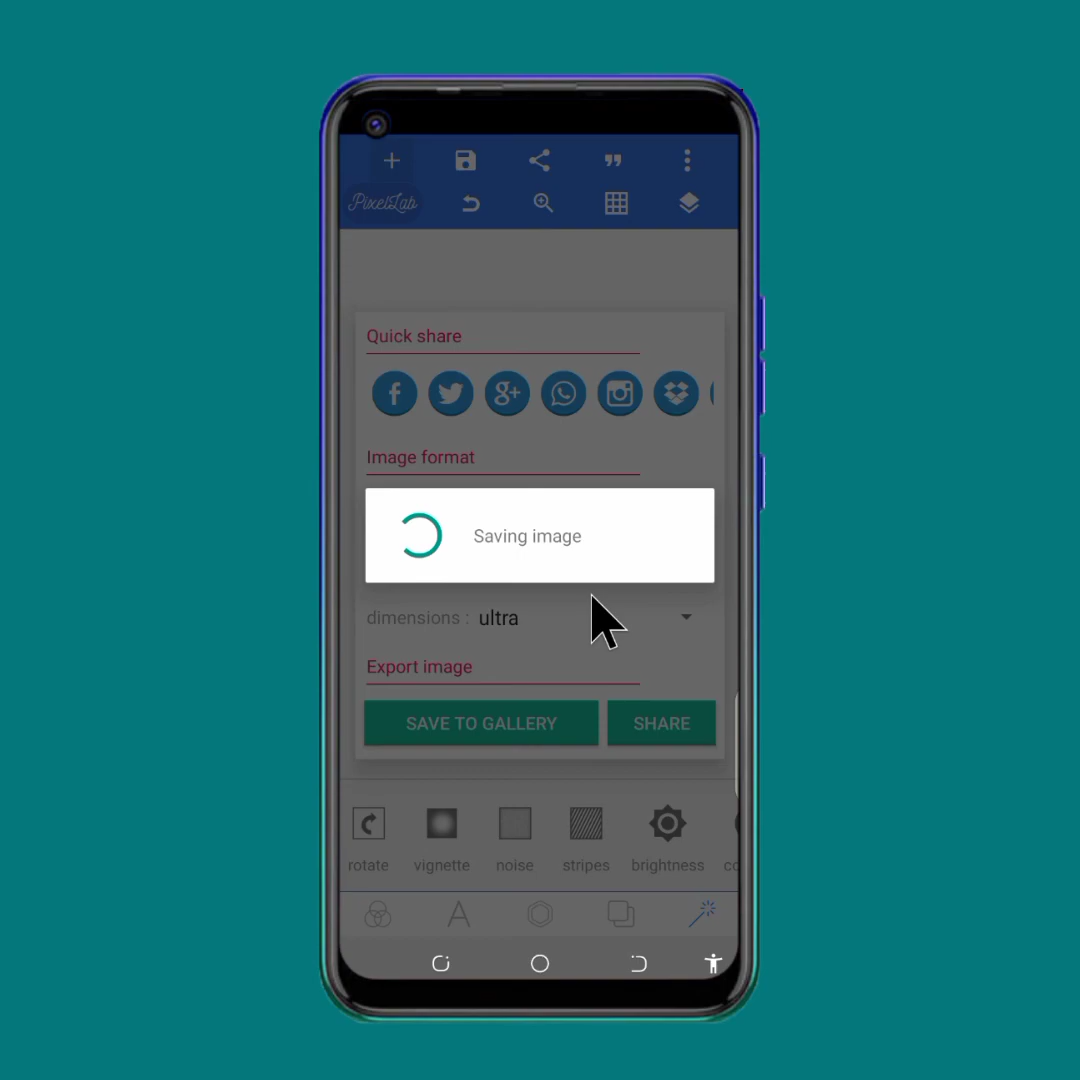 PixelLab
Quick share
Image format
Saving image
dimensions : ultra
Export image
SAVE TO GALLERY SHARE
rotate vignette noise stripes brightness co